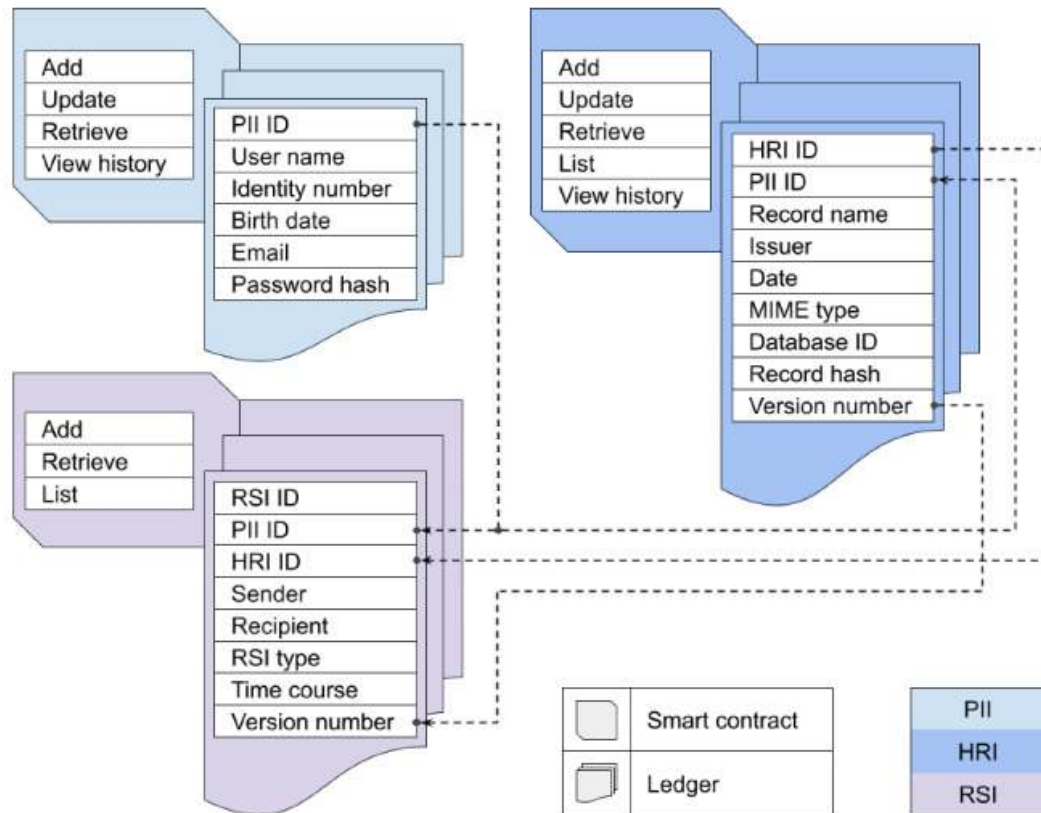 Add
Update
Retrieve
View history
PII ID
User name
Identity number
Birth date
Email
Password hash
Add
Update
Retrieve
List
View history
HRI ID
PII ID
Record name
Issuer
Date
MIME type
Database ID
Record hash
Version number
Add
Retrieve
List
RSI ID
PII ID
HRI ID
Sender
Recipient
RSI type
Time course
Version number
Smart contract
Ledger
PII
HRI
RSI